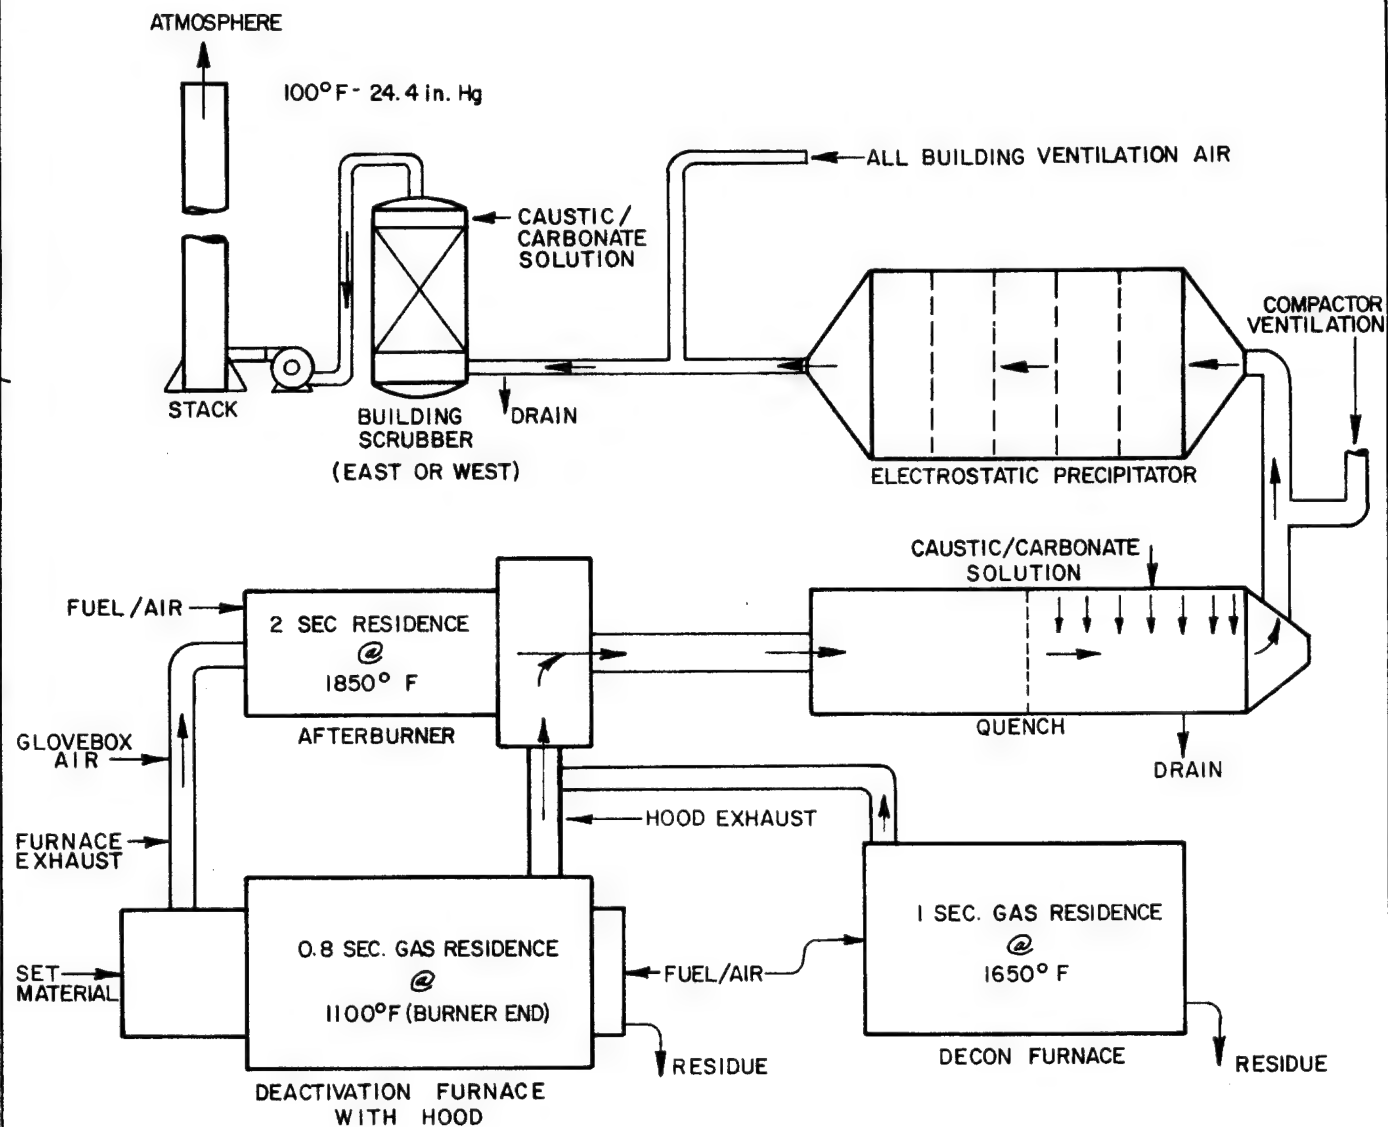 ATMOSPHERE
100°F- 24.4 in. Hg
ALL BUILDING VENTILATION AIR
CAUSTIC/
CARBONATE
SOLUTION
COMPACTOR
VENTILATION
STACK
BUILDING
SCRUBBER
(EAST OR WEST)
DRAIN
ELECTROSTATIC PRECIPITATOR
CAUSTIC/CARBONATE
SOLUTION
FUEL/AIR
2 SEC RESIDENCE
@
1850° F
AFTERBURNER
QUENCH
DRAIN
GLOVEBOX
AIR
HOOD EXHAUST
FURNACE
EXHAUST
SET
MATERIAL
0.8 SEC. GAS RESIDENCE
@
1100°F (BURNER END)
FUEL/AIR
1 SEC. GAS RESIDENCE
@
1650° F
RESIDUE
DECON FURNACE
RESIDUE
DEACTIVATION FURNACE
WITH HOOD